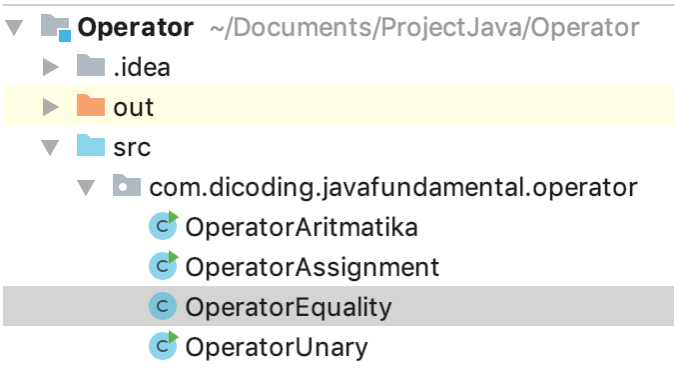 Operator ~/Documents/ProjectJava/Operator
.idea
out
src
com.dicoding.javafundamental.operator
C OperatorAritmatika
C OperatorAssignment
C OperatorEquality
C OperatorUnary